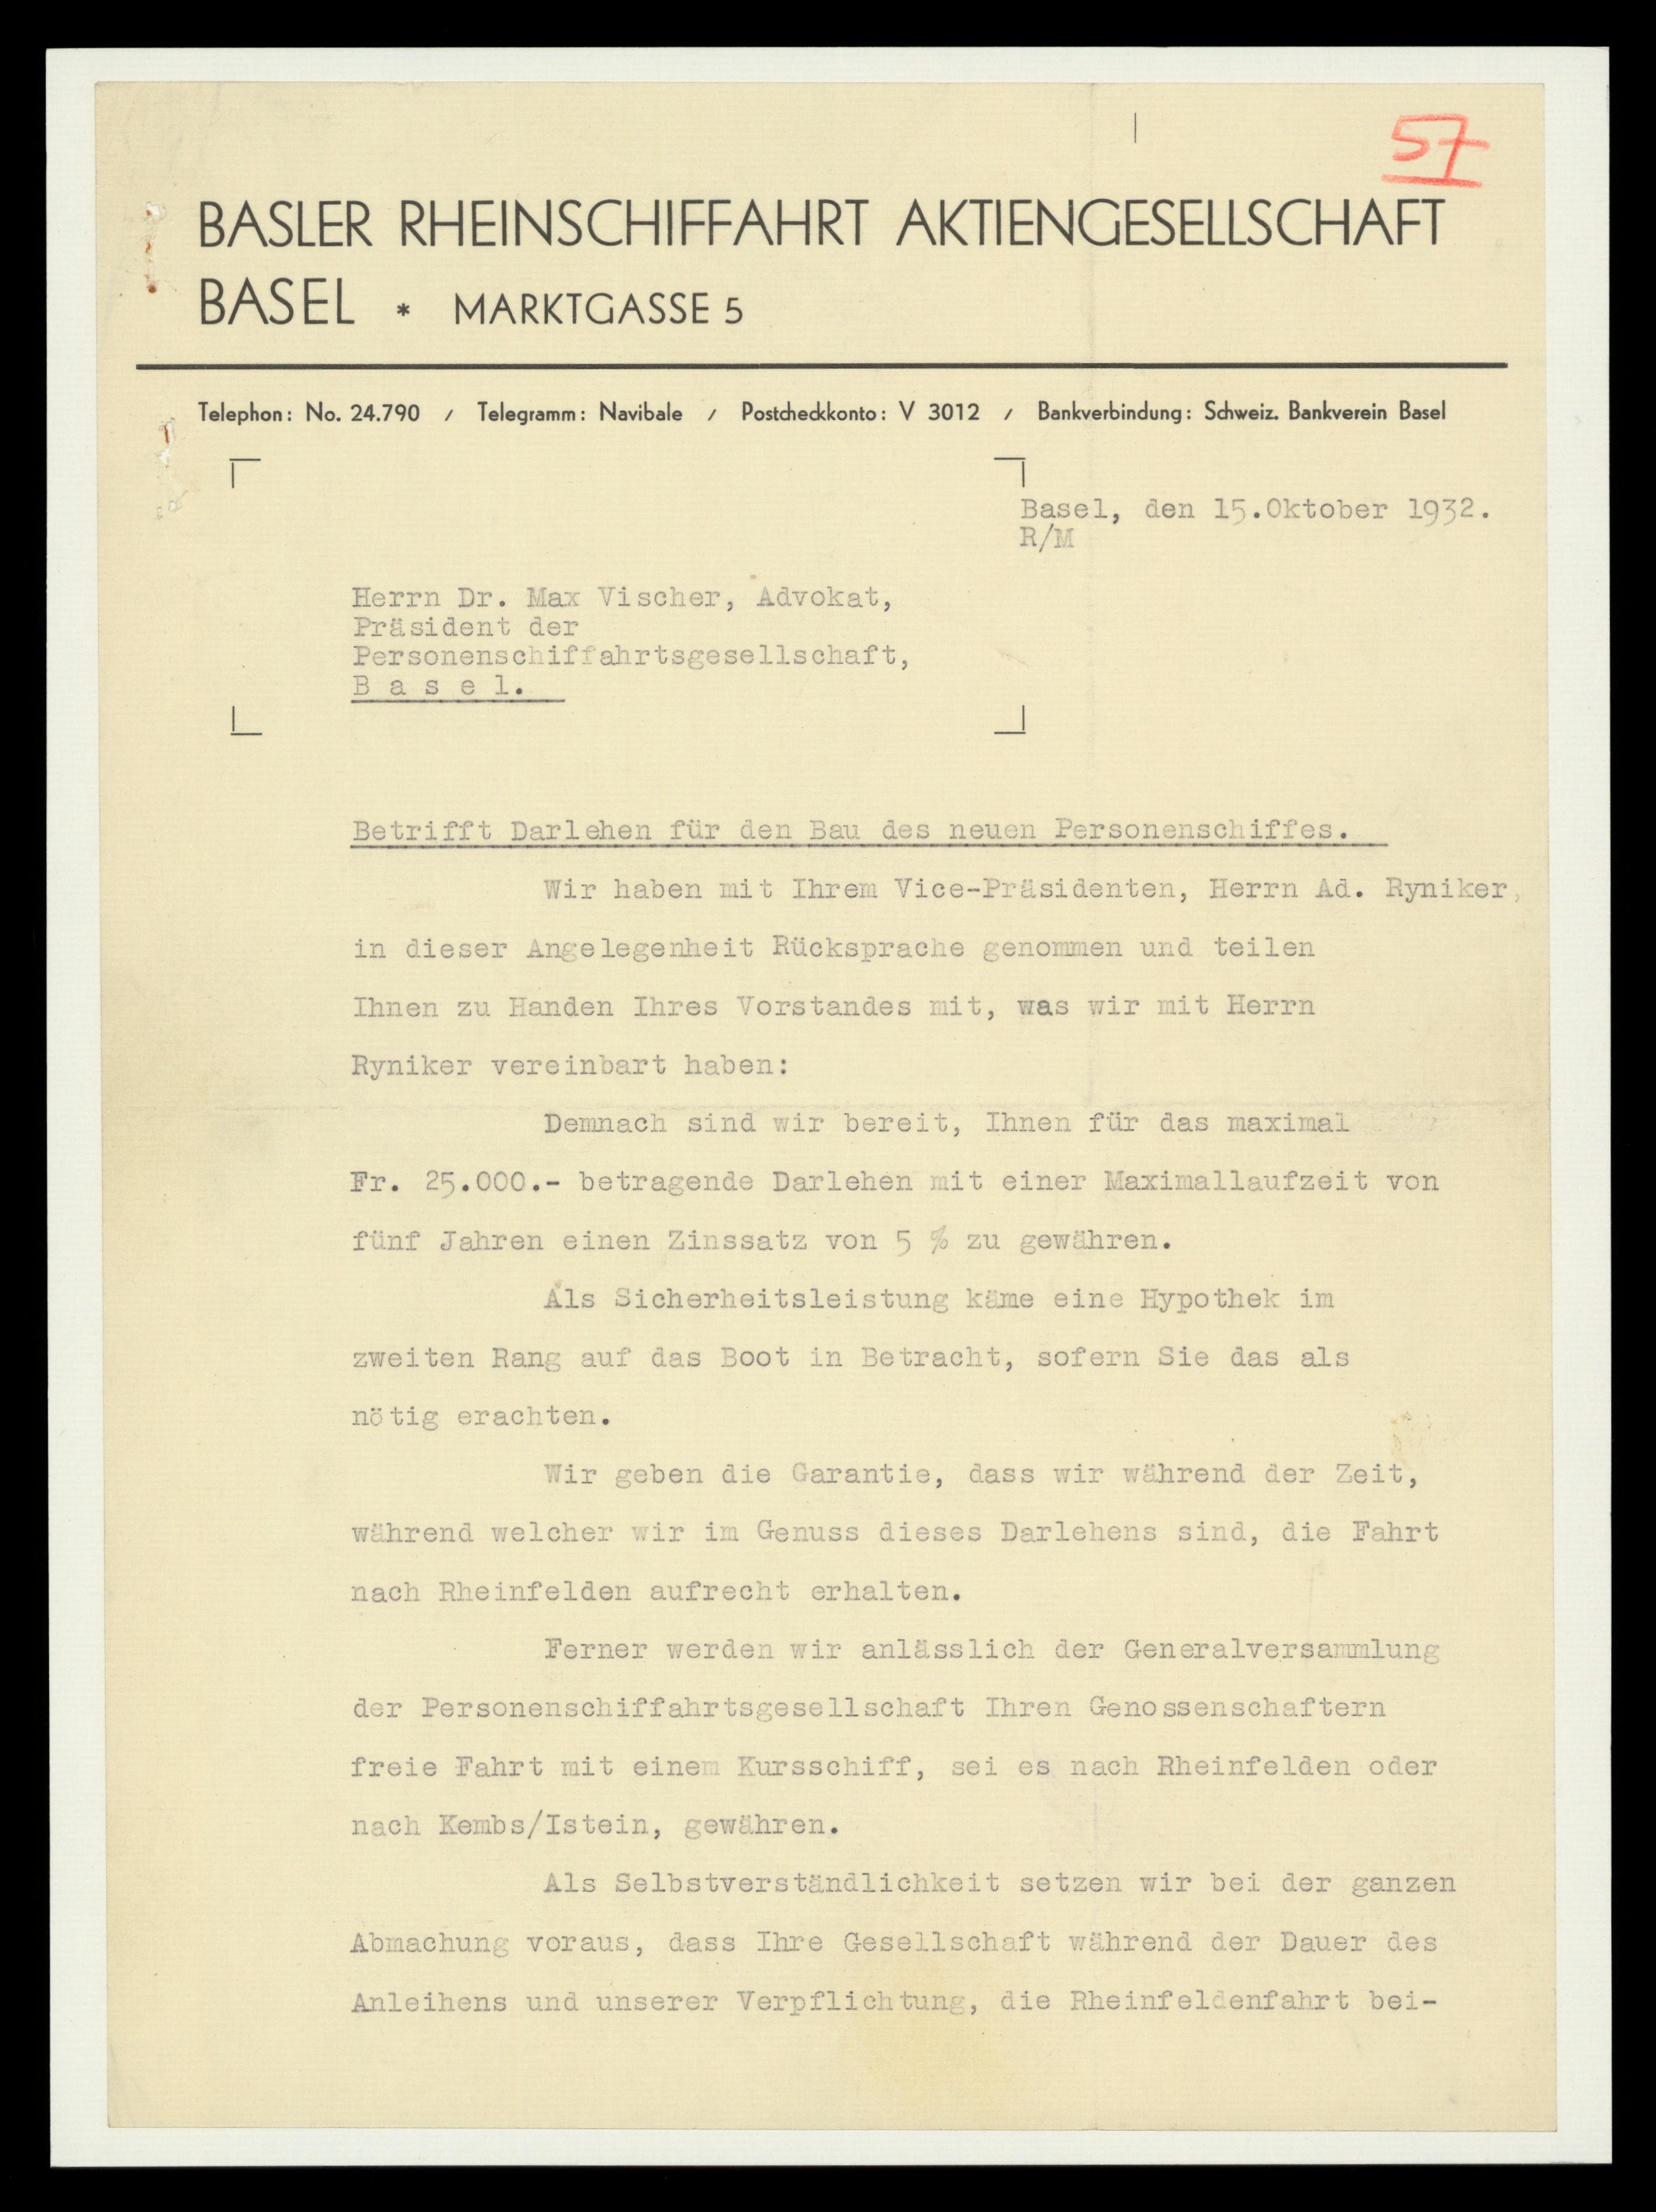 57
BASLER RHEINSCHIFFAHRT AKTIENGESELLSCHAFT
BASEL * MARKTGASSE 5
Telephon: No. 24.790 / Telegramm: Navibale / Postcheckkonto: V 3012 / Bankverbindung: Schweiz. Bankverein Basel
Basel, den 15.Oktober 1932.
R/M
Herrn Dr. Max Vischer, Advokat,
Präsident der
Personenschiffahrtsgesellschaft,
B a s e l.
Betrifft Darlehen für den Bau des neuen Personenschiffes.
Wir haben mit Ihrem Vice-Präsidenten, Herrn Ad. Ryniker,
in dieser Angelegenheit Rücksprache genommen und teilen
Ihnen zu Handen Ihres Vorstandes mit, was wir mit Herrn
Ryniker vereinbart haben:
Demnach sind wir bereit, Ihnen für das maximal
Fr. 25.000.- betragende Darlehen mit einer Maximallaufzeit von
fünf Jahren einen Zinssatz von 5 % zu gewähren.
Als Sicherheitsleistung käme eine Hypothek im
zweiten Rang auf das Boot in Betracht, sofern Sie das als
nötig erachten.
Wir geben die Garantie, dass wir während der Zeit,
während welcher wir im Genuss dieses Darlehens sind, die Fahrt
nach Rheinfelden aufrecht erhalten.
Ferner werden wir anlässlich der Generalversammlung
der Personenschiffahrtsgesellschaft Ihren Genossenschaftern
freie Fahrt mit einem Kursschiff, sei es nach Rheinfelden oder
nach Kembs/Istein, gewähren.
Als Selbstverständlichkeit setzen wir bei der ganzen
Abmachung voraus, dass Ihre Gesellschaft während der Dauer des
Anleihens und unserer Verpflichtung, die Rheinfeldenfahrt bei-